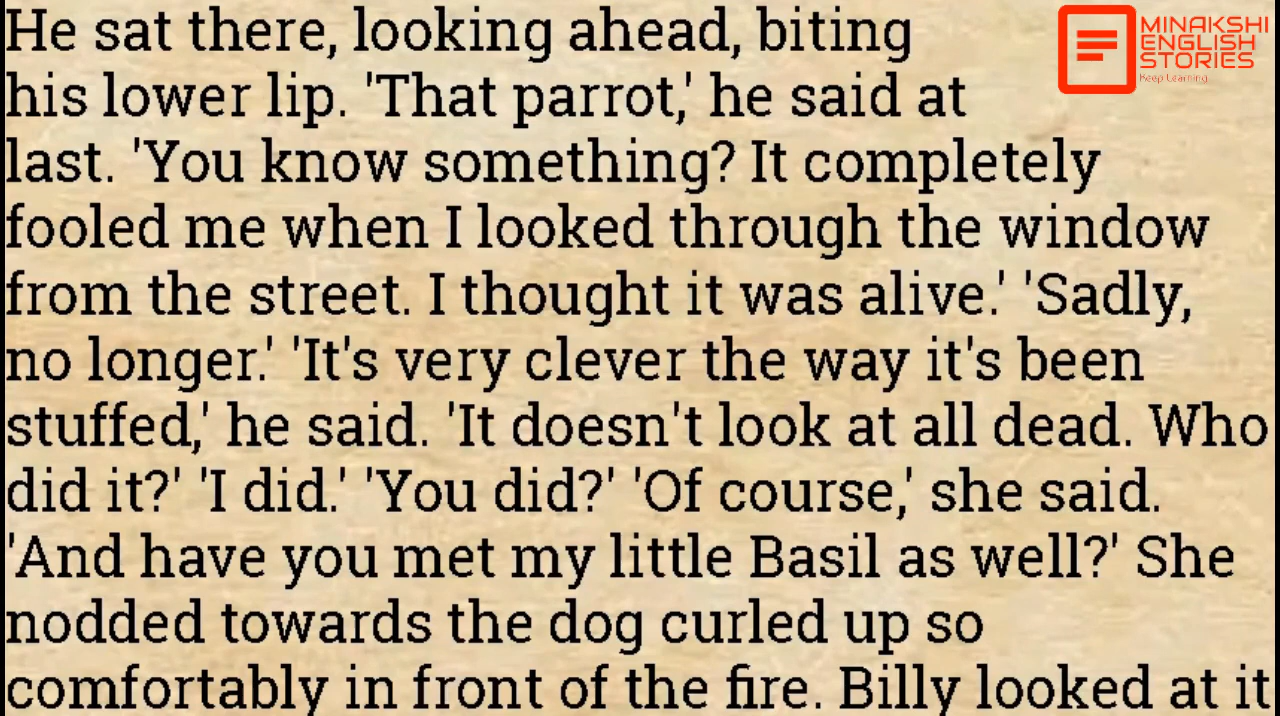 He sat there, looking ahead, biting
his lower lip. 'That parrot,' he said at
last. 'You know something? It completely
fooled me when I looked through the window
from the street. I thought it was alive.' 'Sadly,
no longer.' 'It's very clever the way it's been
stuffed,' he said. 'It doesn't look at all dead. Who
did it?' 'I did.' 'You did?' 'Of course,' she said.
'And have you met my little Basil as well?' She
nodded towards the dog curled up so
comfortably in front of the fire. Billy looked at it
MINAKSHI
ENGLISH
STORIES
Keep Learning